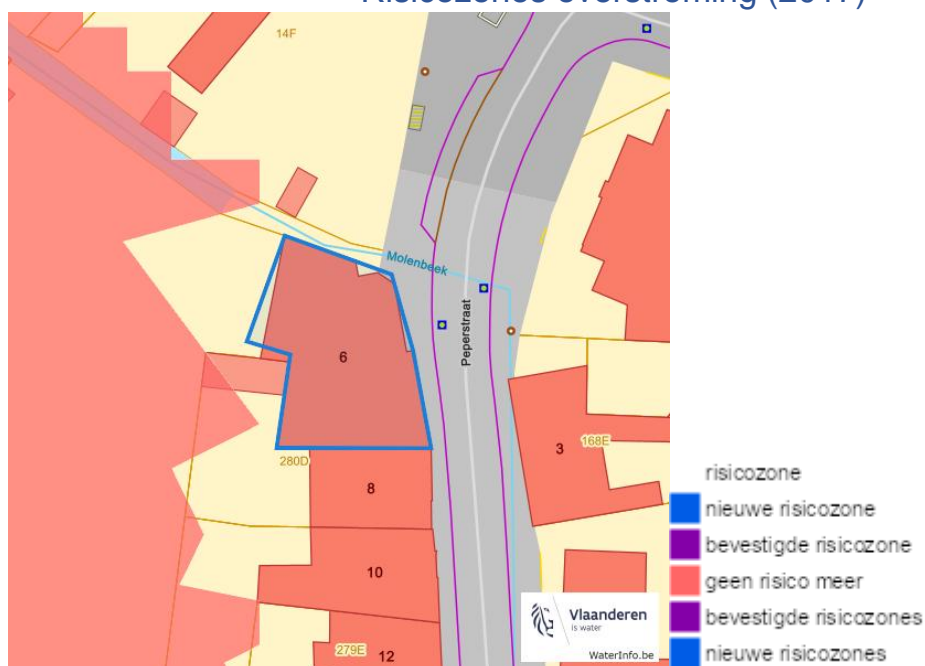 Risicozones overstroming (2017)
14F
Molenbeek
Peperstraat
6
3
168E
280D
8
10
279E
12
Vlaanderen
is water
WaterInfo.be
risicozone
nieuwe risicozone
bevestigde risicozone
geen risico meer
bevestigde risicozones
nieuwe risicozones